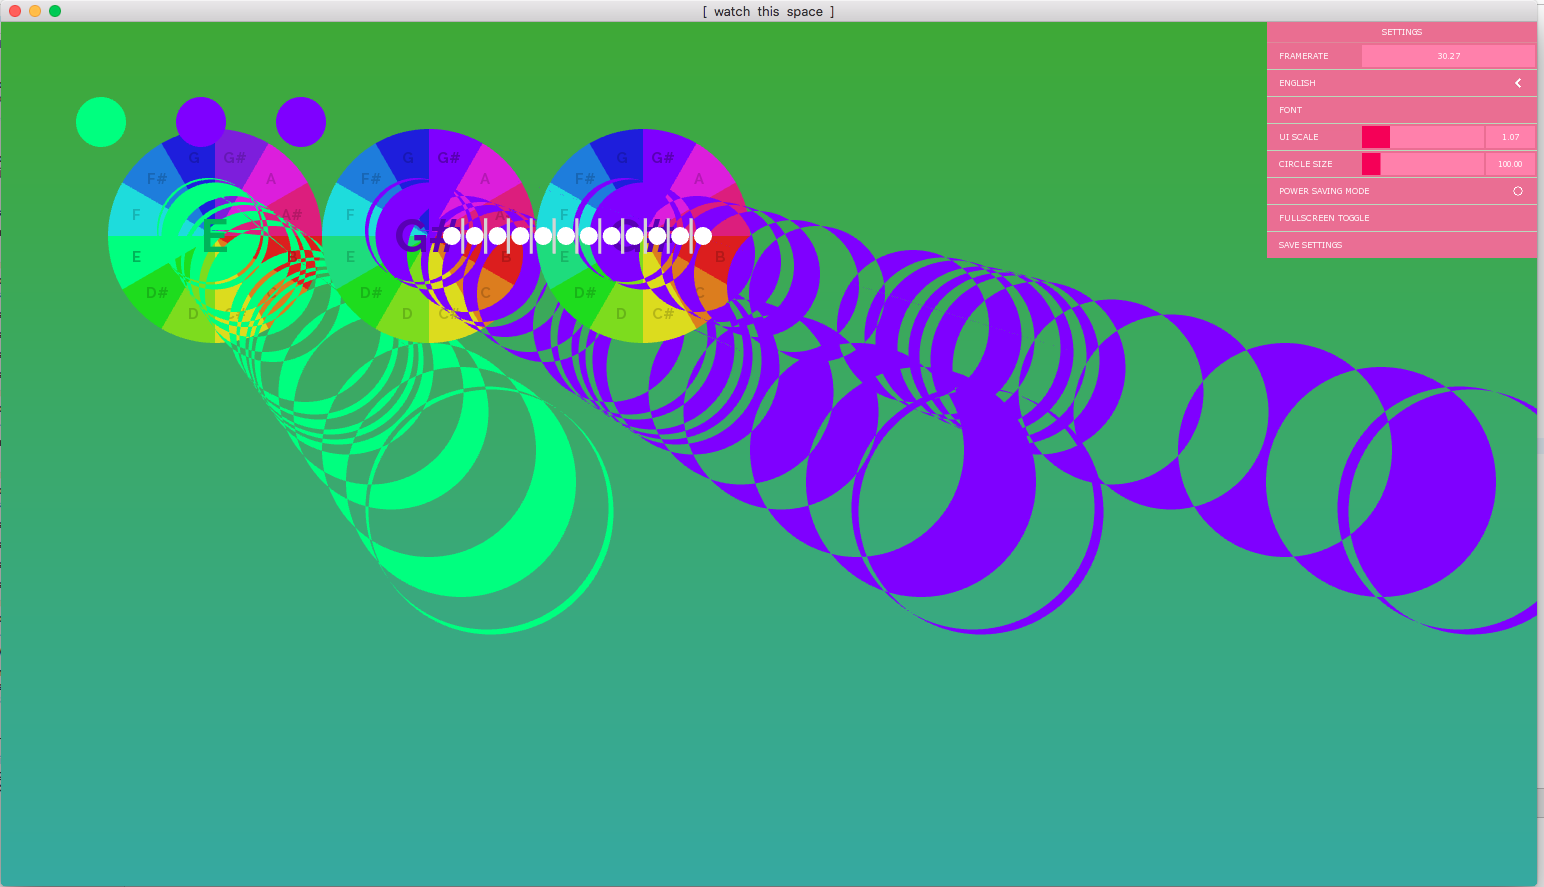 [ watch this space ]
SETTINGS
FRAMERATE 30.27
ENGLISH
FONT
UI SCALE 1.07
CIRCLE SIZE 100.00
POWER SAVING MODE
FULLSCREEN TOGGLE
SAVE SETTINGS
G G# A A# B C D D# E F F#
E
G G# A A# B C C# D D# E F F#
G#
G G# A B C C# D D# E F F#
G#